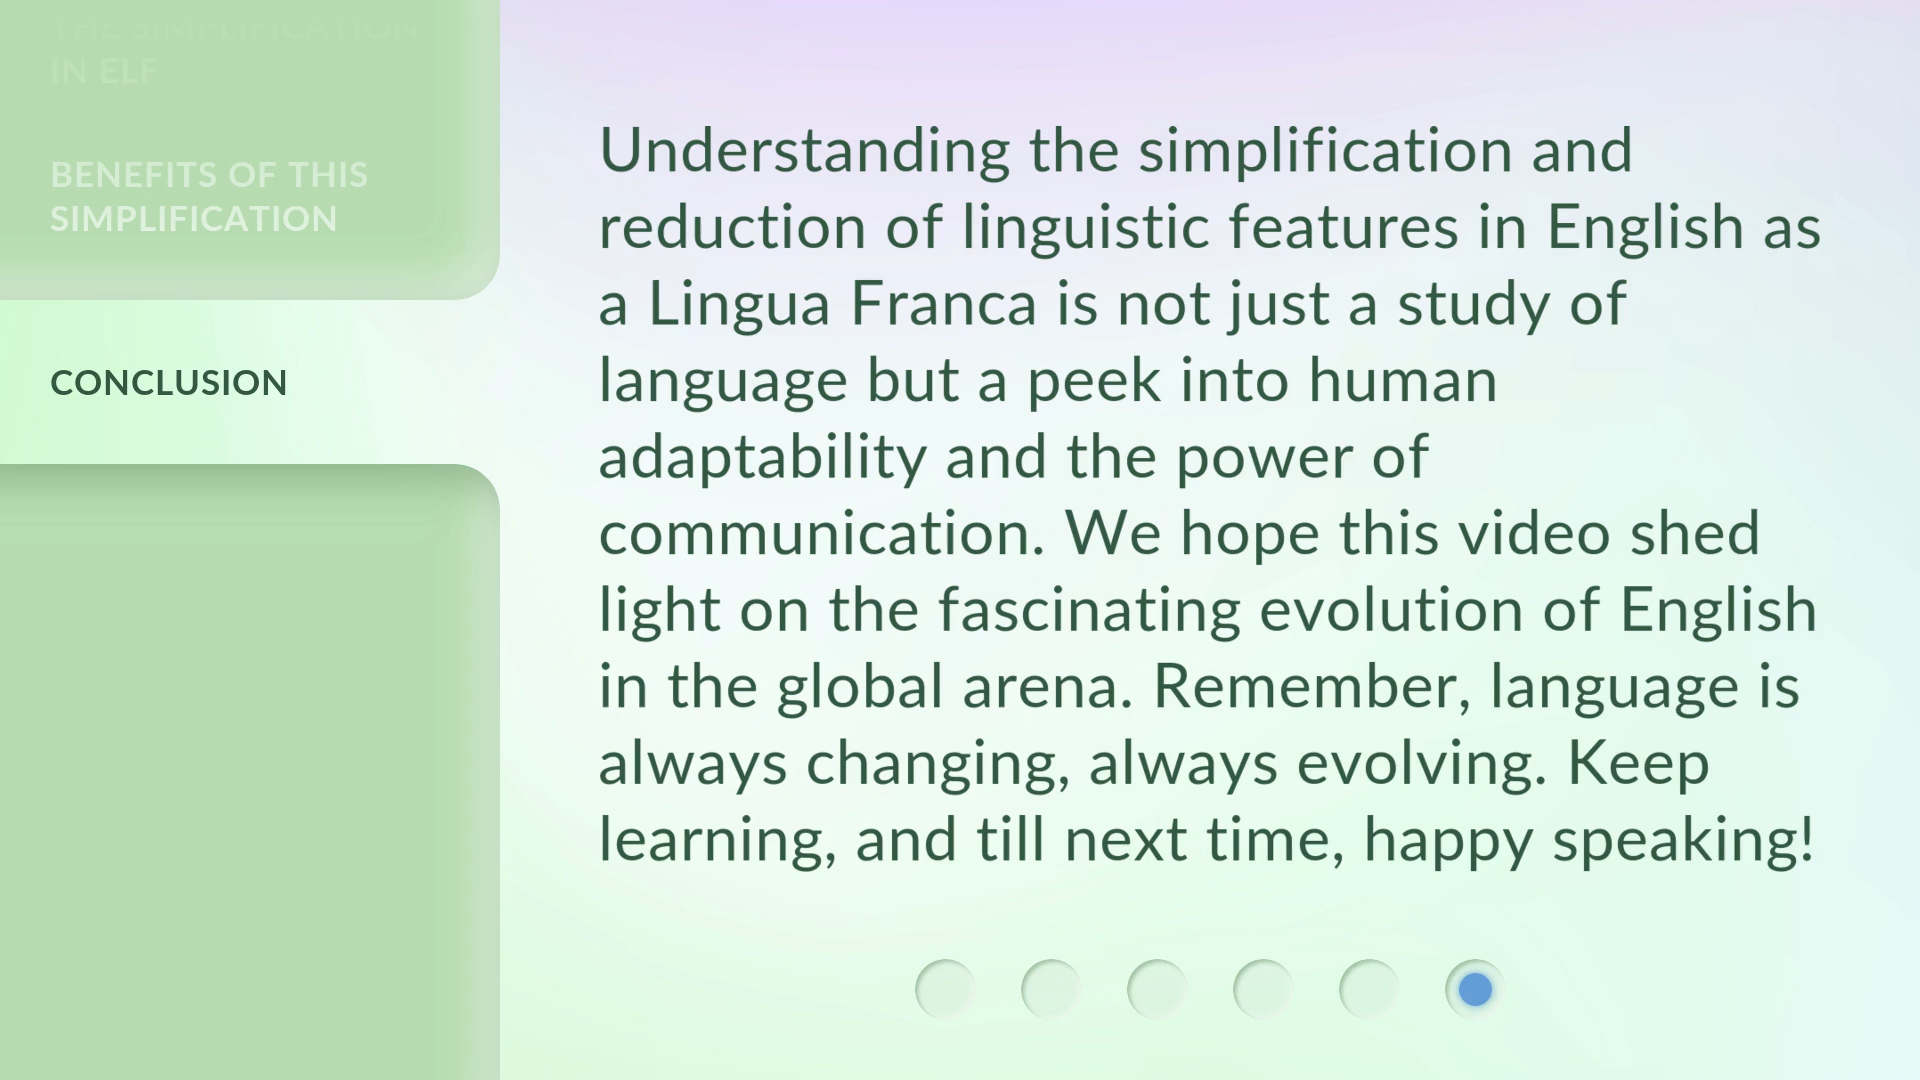 THE SIMPLIFICATION
IN ELF
BENEFITS OF THIS
SIMPLIFICATION
CONCLUSION
Understanding the simplification and
reduction of linguistic features in English as
a Lingua Franca is not just a study of
language but a peek into human
adaptability and the power of
communication. We hope this video shed
light on the fascinating evolution of English
in the global arena. Remember, language is
always changing, always evolving. Keep
learning, and till next time, happy speaking!